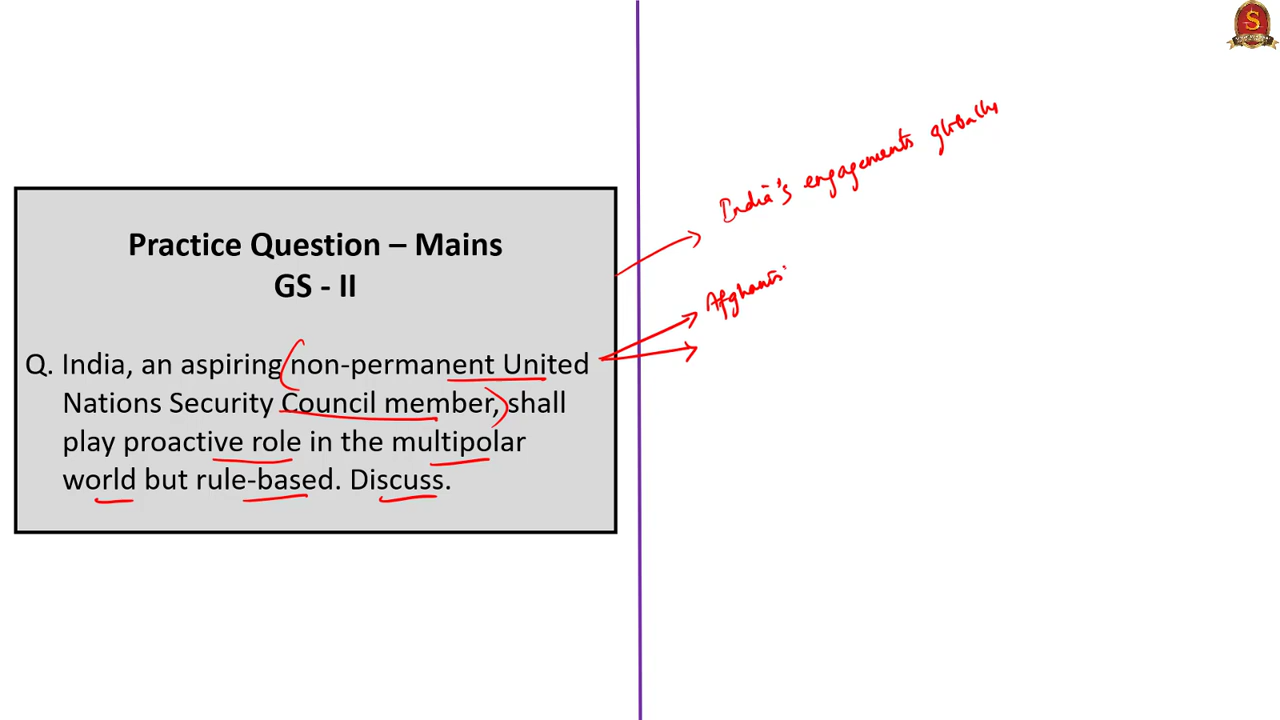 Practice Question – Mains
GS - II
Q. India, an aspiring non-permanent United
Nations Security Council member, shall
play proactive role in the multipolar
world but rule-based. Discuss.
India's engagements globally
Afghanis
S